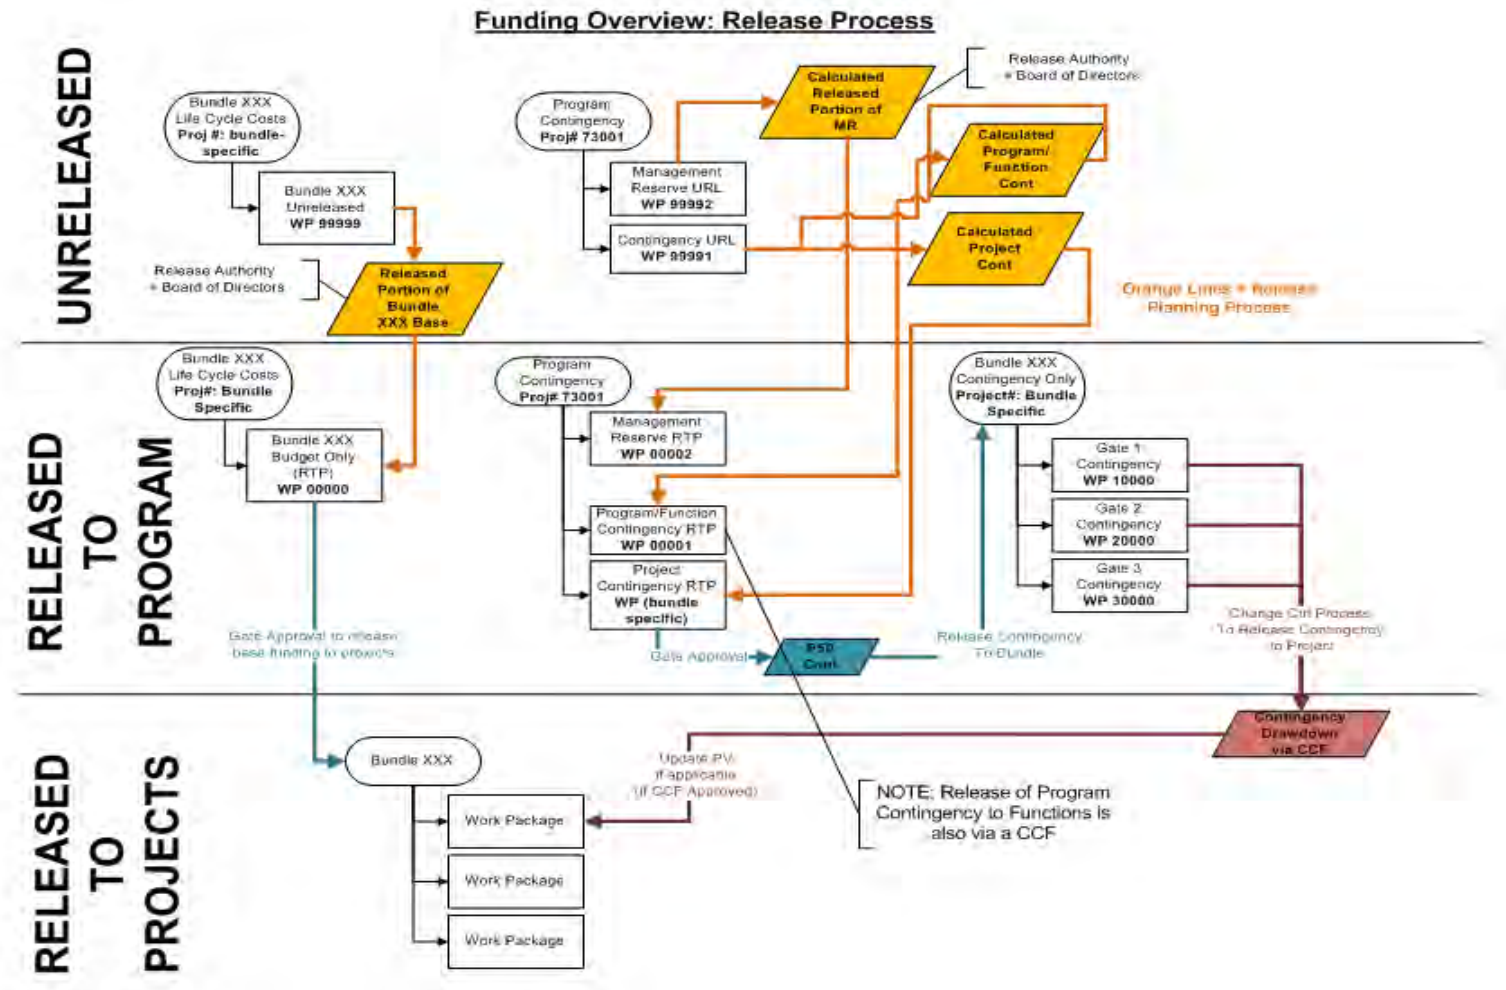 Funding Overview: Release Process
UNRELEASED
Bundle XXX
Life Cycle Costs
Proj #: bundle-
specific
Bundle XXX
Unreleased
WP 99999
Release Authority
+ Board of Directors
Released
Portion of
Bundle
XXX Base
Program
Contingency
Proj# 73001
Management
Reserve URL
WP 99992
Contingency URL
WP 99991
Calculated
Released
Portion of
MR
Release Authority
+ Board of Directors
Calculated
Program/
Function
Cont
Calculated
Project
Cont
Orange Lines = Release
Planning Process
RELEASED
TO
PROGRAM
Bundle XXX
Life Cycle Costs
Proj#: Bundle
Specific
Bundle XXX
Budget Only
(RTP)
WP 00000
Gate Approval to release
base funding to projects
Program
Contingency
Proj# 73001
Management
Reserve RTP
WP 00002
Program/Function
Contingency RTP
WP 00001
Project
Contingency RTP
WP (bundle
specific)
Gate Approval
P50
Cont
Release Contingency
To Bundle
Bundle XXX
Contingency Only
Project#: Bundle
Specific
Gate 1
Contingency
WP 10000
Gate 2
Contingency
WP 20000
Gate 3
Contingency
WP 30000
Change Ctrl Process
To Release Contingency
to Project
RELEASED
TO
PROJECTS
Bundle XXX
Work Package
Work Package
Work Package
Update PV
if applicable
(if CCF Approved)
NOTE: Release of Program
Contingency to Functions is
also via a CCF
Contingency
Drawdown
via CCF